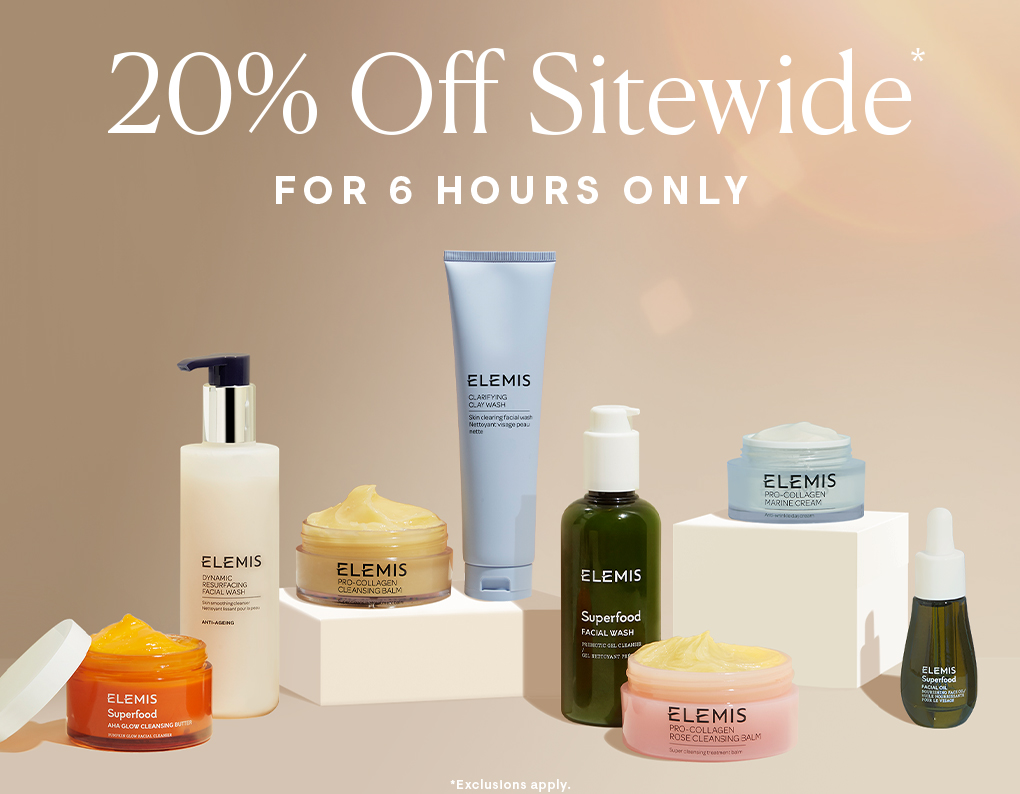 20% Off Sitewide*
FOR 6 HOURS ONLY
ELEMIS
CLARIFYING
CLAY WASH
Skin clearing facial wash
Nettoyant visage peau
nette
ELEMIS
DYNAMIC
RESURFACING
FACIAL WASH
Skin smoothing cleanser
Nettoyant lissant pour la peau
ANTI-AGEING
ELEMIS
PRO-COLLAGEN
CLEANSING BALM
ELEMIS
Superfood
FACIAL WASH
PREBIOTIC GEL CLEANSER
GEL NETTOYANT
ELEMIS
PRO-COLLAGEN
MARINE CREAM
Anti-wrinkle day cream
ELEMIS
Superfood
FACIAL OIL
NOURISHING FACE OIL
HUILE NOURRISSANTE
POUR LE VISAGE
ELEMIS
Superfood
AHA GLOW CLEANSING BUTTER
PUMPKIN GLOW FACIAL CLEANSER
ELEMIS
PRO-COLLAGEN
ROSE CLEANSING BALM
Super cleansing treatment balm
*Exclusions apply.